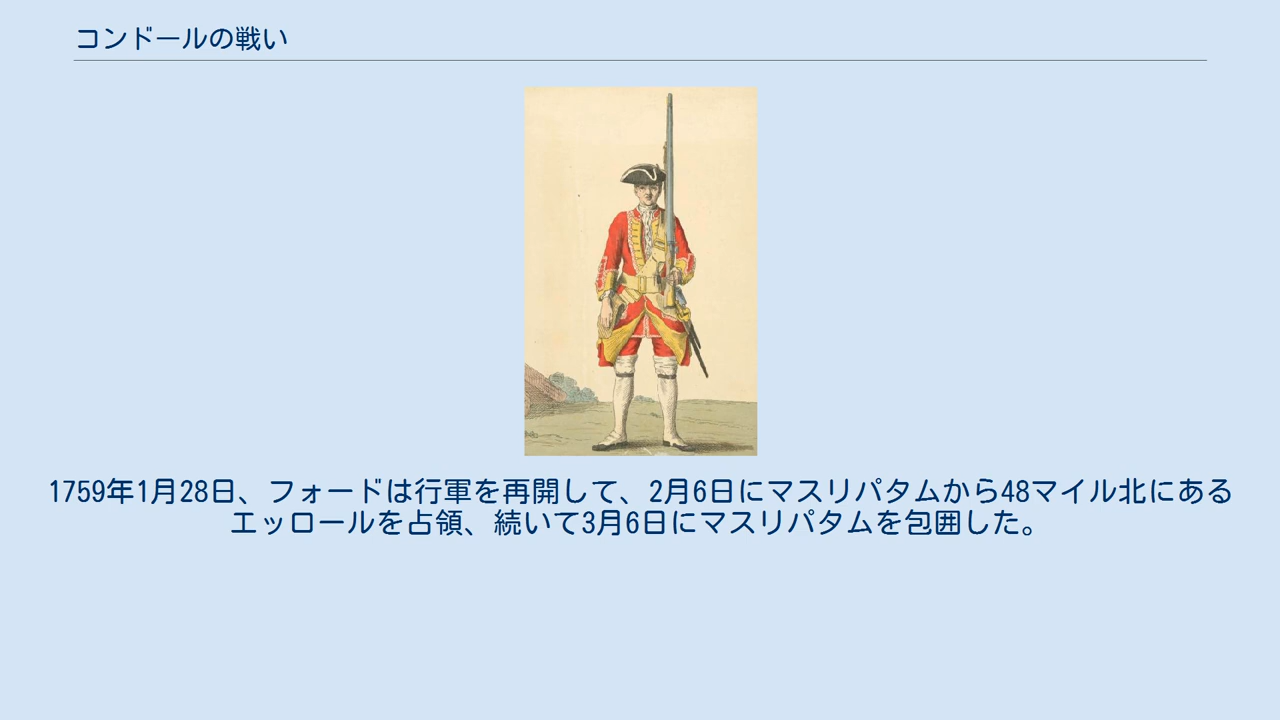 コンドールの戦い
1759年1月28日、フォードは行軍を再開して、2月6日にマスリパタムから48マイル北にある
エッロールを占領、続いて3月6日にマスリパタムを包囲した。